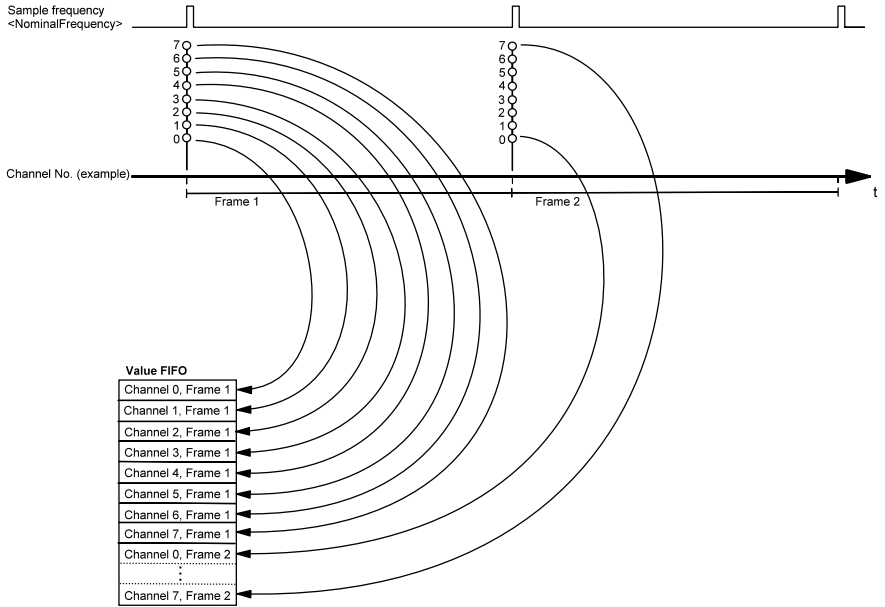 Sample frequency
<NominalFrequency>
7
6
5
4
3
2
1
0
7
6
5
4
3
2
1
0
Channel No. (example)
t
Frame 1
Frame 2
Value FIFO
Channel 0, Frame 1
Channel 1, Frame 1
Channel 2, Frame 1
Channel 3, Frame 1
Channel 4, Frame 1
Channel 5, Frame 1
Channel 6, Frame 1
Channel 7, Frame 1
Channel 0, Frame 2
⋮
Channel 7, Frame 2